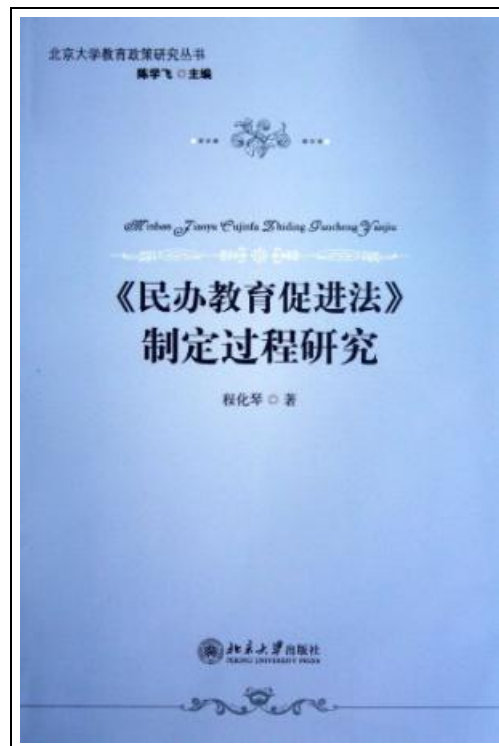 北京大学教育政策研究丛书
陈学飞 ◎ 主编
Minban Jiaoyu Cujinfa Zhiding Guocheng Yanjiu
《民办教育促进法》
制定过程研究
程化琴 ◎ 著
北京大学出版社
PEKING UNIVERSITY PRESS